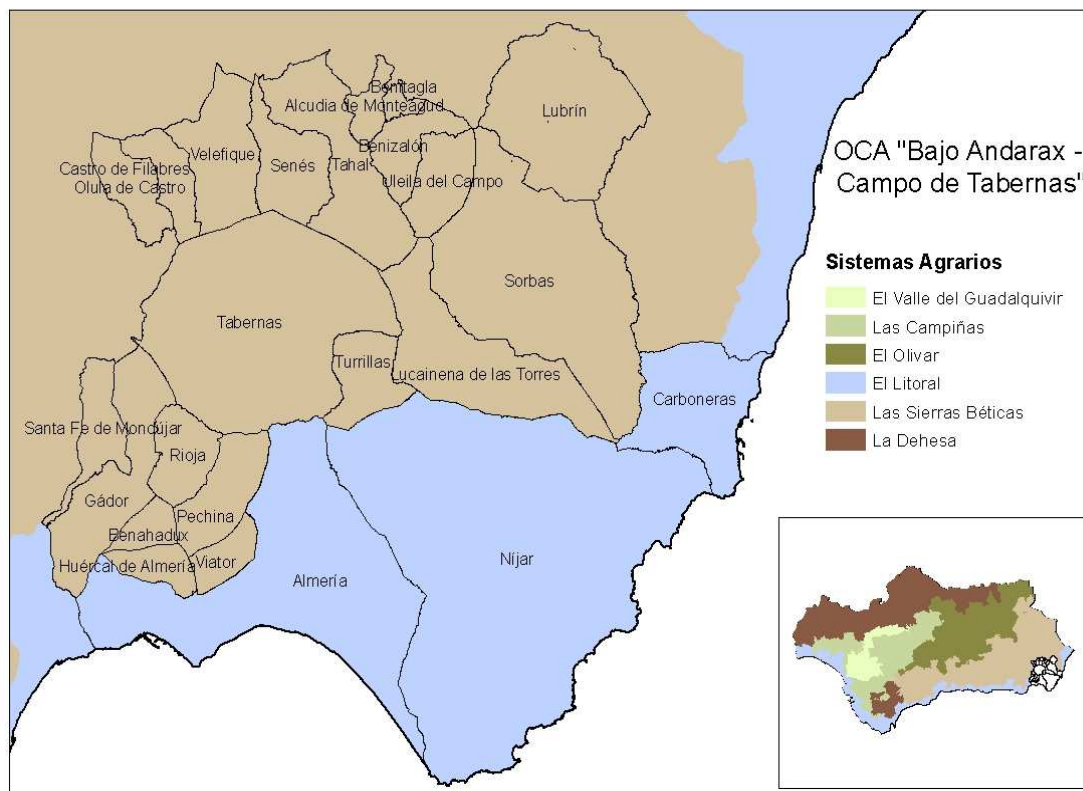 Benitagla
Alcudia de Monteagud
Lubrín
Velefique
Benizalón
Castro de Filabres
Senés
Tahal
Olula de Castro
Uleila del Campo
Sorbas
Tabernas
Turrillas
Lucainena de las Torres
Carboneras
Santa Fe de Mondújar
Rioja
Gádor
Pechina
Benahadux
Huércal de Almería
Viator
Níjar
Almería
OCA "Bajo Andarax -
Campo de Tabernas"
Sistemas Agrarios
El Valle del Guadalquivir
Las Campiñas
El Olivar
El Litoral
Las Sierras Béticas
La Dehesa